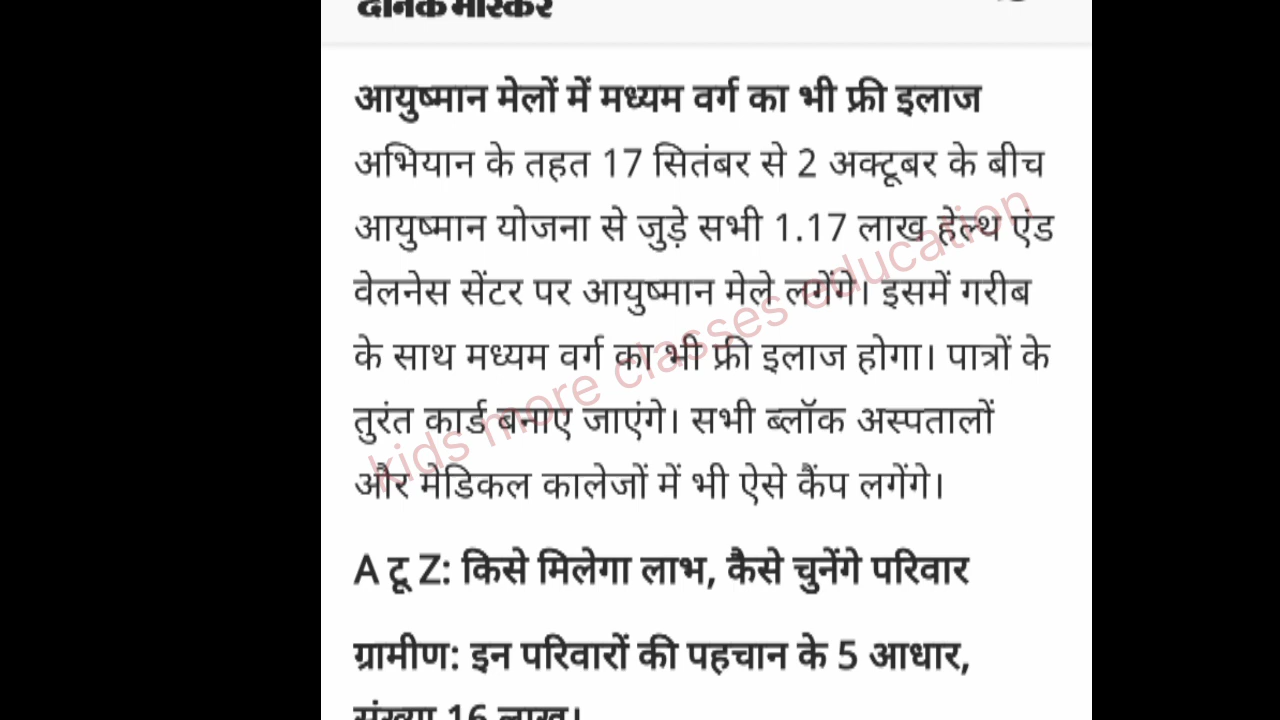 दैनिक भास्कर
आयुष्मान मेलों में मध्यम वर्ग का भी फ्री इलाज
अभियान के तहत 17 सितंबर से 2 अक्टूबर के बीच
आयुष्मान योजना से जुड़े सभी 1.17 लाख हेल्थ एंड
वेलनेस सेंटर पर आयुष्मान मेले लगेंगे। इसमें गरीब
के साथ मध्यम वर्ग का भी फ्री इलाज होगा। पात्रों के
तुरंत कार्ड बनाए जाएंगे। सभी ब्लॉक अस्पतालों
और मेडिकल कालेजों में भी ऐसे कैंप लगेंगे।
kids more classes education
A टू Z: किसे मिलेगा लाभ, कैसे चुनेंगे परिवार
ग्रामीण: इन परिवारों की पहचान के 5 आधार,
संख्या 16 लाख।